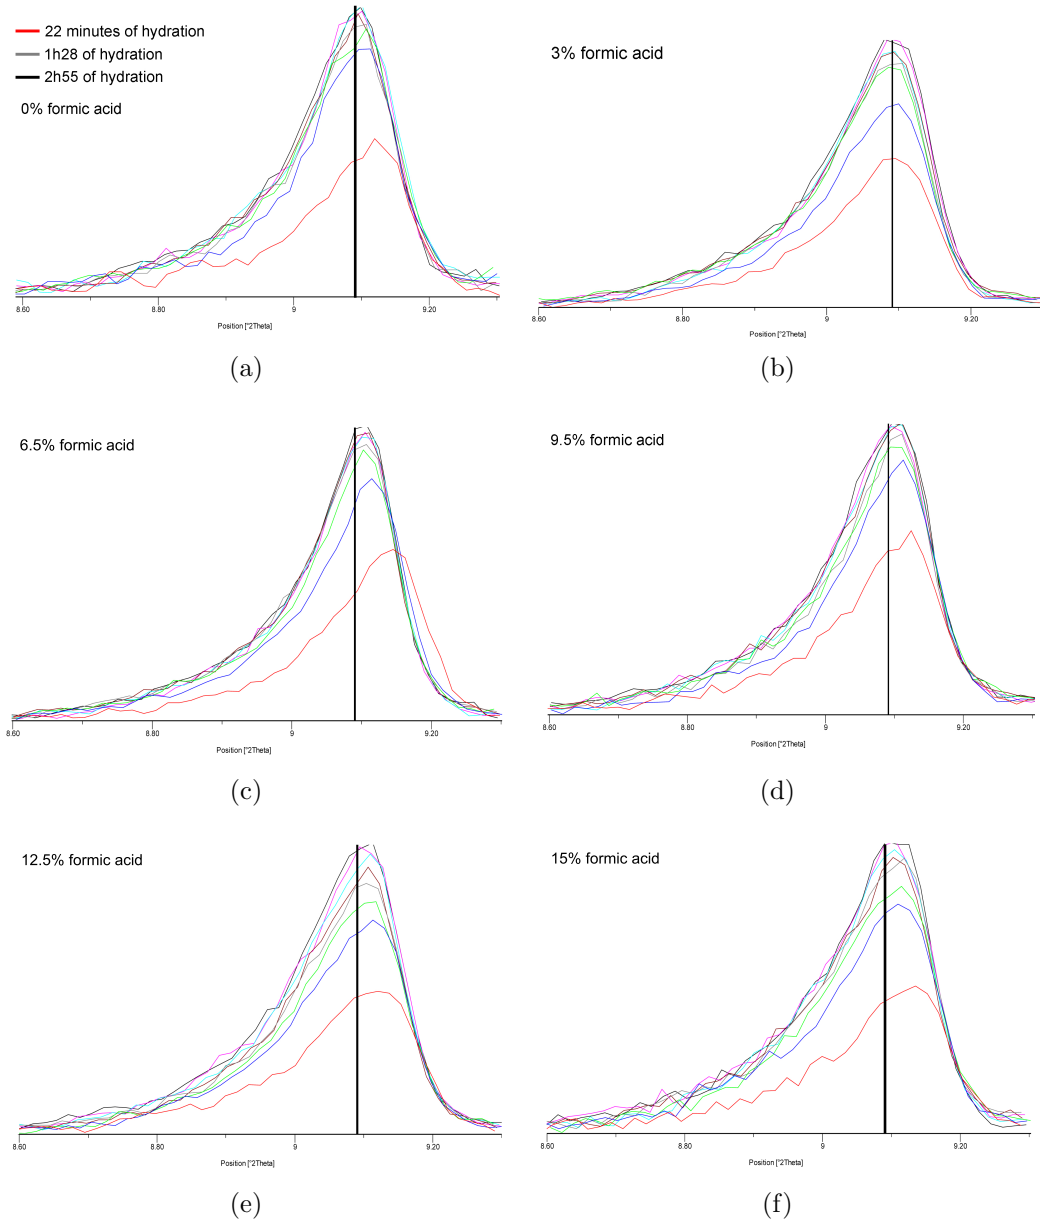 22 minutes of hydration
1h28 of hydration
2h55 of hydration
0% formic acid
8.60 8.80 9 9.20
Position [°2Theta]
(a)
3% formic acid
8.60 8.80 9 9.20
Position [°2Theta]
(b)
6.5% formic acid
8.60 8.80 9 9.20
Position [°2Theta]
(c)
9.5% formic acid
8.60 8.80 9 9.20
Position [°2Theta]
(d)
12.5% formic acid
8.60 8.80 9 9.20
Position [°2Theta]
(e)
15% formic acid
8.60 8.80 9 9.20
Position [°2Theta]
(f)